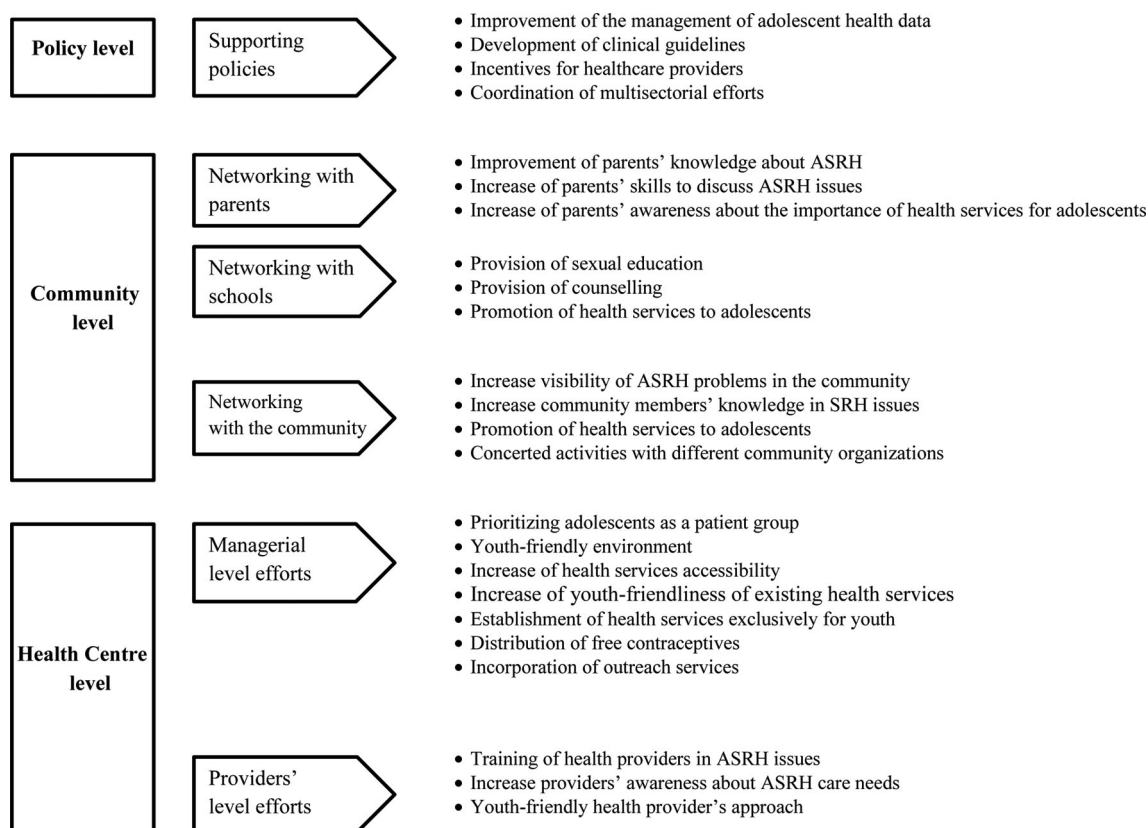 Policy level
Supporting
policies
• Improvement of the management of adolescent health data
• Development of clinical guidelines
• Incentives for healthcare providers
• Coordination of multisectorial efforts
Community
level
Networking with
parents
• Improvement of parents' knowledge about ASRH
• Increase of parents' skills to discuss ASRH issues
• Increase of parents' awareness about the importance of health services for adolescents
Networking with
schools
• Provision of sexual education
• Provision of counselling
• Promotion of health services to adolescents
Networking
with the community
• Increase visibility of ASRH problems in the community
• Increase community members' knowledge in SRH issues
• Promotion of health services to adolescents
• Concerted activities with different community organizations
Health Centre
level
Managerial
level efforts
• Prioritizing adolescents as a patient group
• Youth-friendly environment
• Increase of health services accessibility
• Increase of youth-friendliness of existing health services
• Establishment of health services exclusively for youth
• Distribution of free contraceptives
• Incorporation of outreach services
Providers'
level efforts
• Training of health providers in ASRH issues
• Increase providers' awareness about ASRH care needs
• Youth-friendly health provider's approach